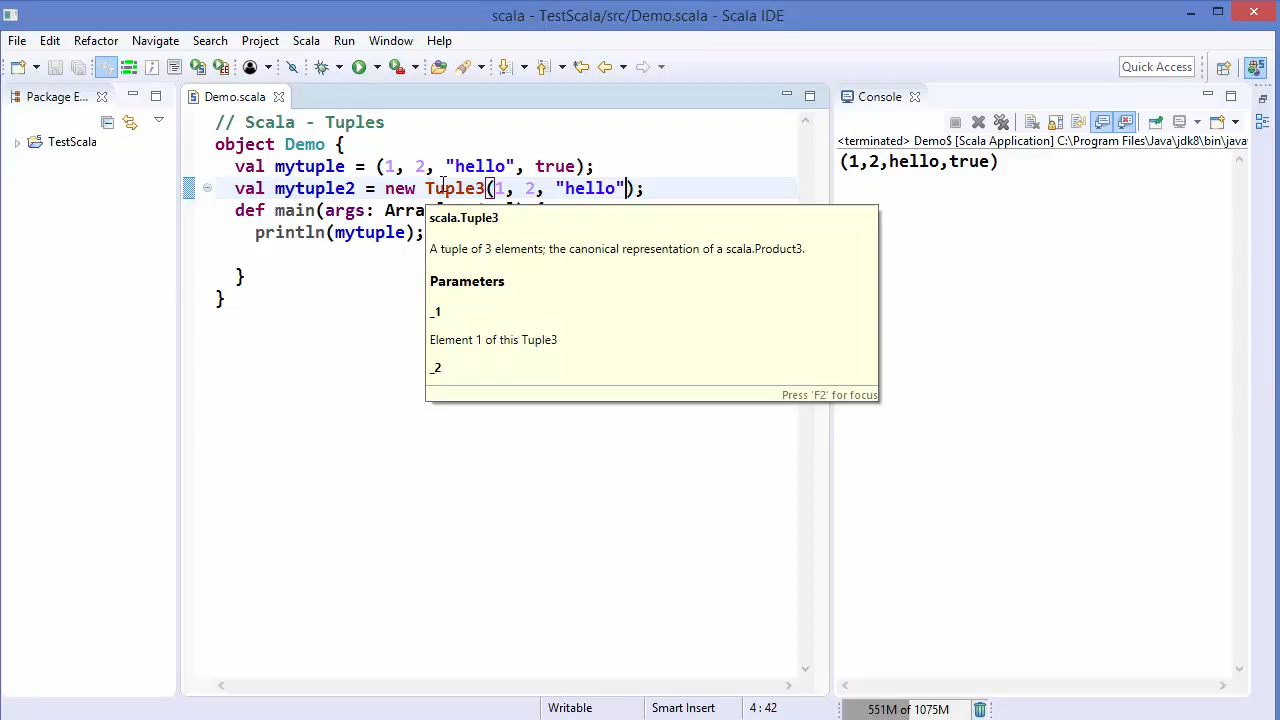 scala - TestScala/src/Demo.scala - Scala IDE
File Edit Refactor Navigate Search Project Scala Run Window Help
Quick Access
Package E...
TestScala
Demo.scala
// Scala - Tuples
object Demo {
val mytuple = (1, 2, "hello", true);
val mytuple2 = new Tuple3(1, 2, "hello");
def main(args: Arra
println(mytuple);
}
}
scala.Tuple3
A tuple of 3 elements; the canonical representation of a scala.Product3.
Parameters
_1
Element 1 of this Tuple3
_2
Press 'F2' for focus
Console
<terminated> Demo$ [Scala Application] C:\Program Files\Java\jdk8\bin\javav
(1,2,hello,true)
Writable Smart Insert 4 : 42 551M of 1075M